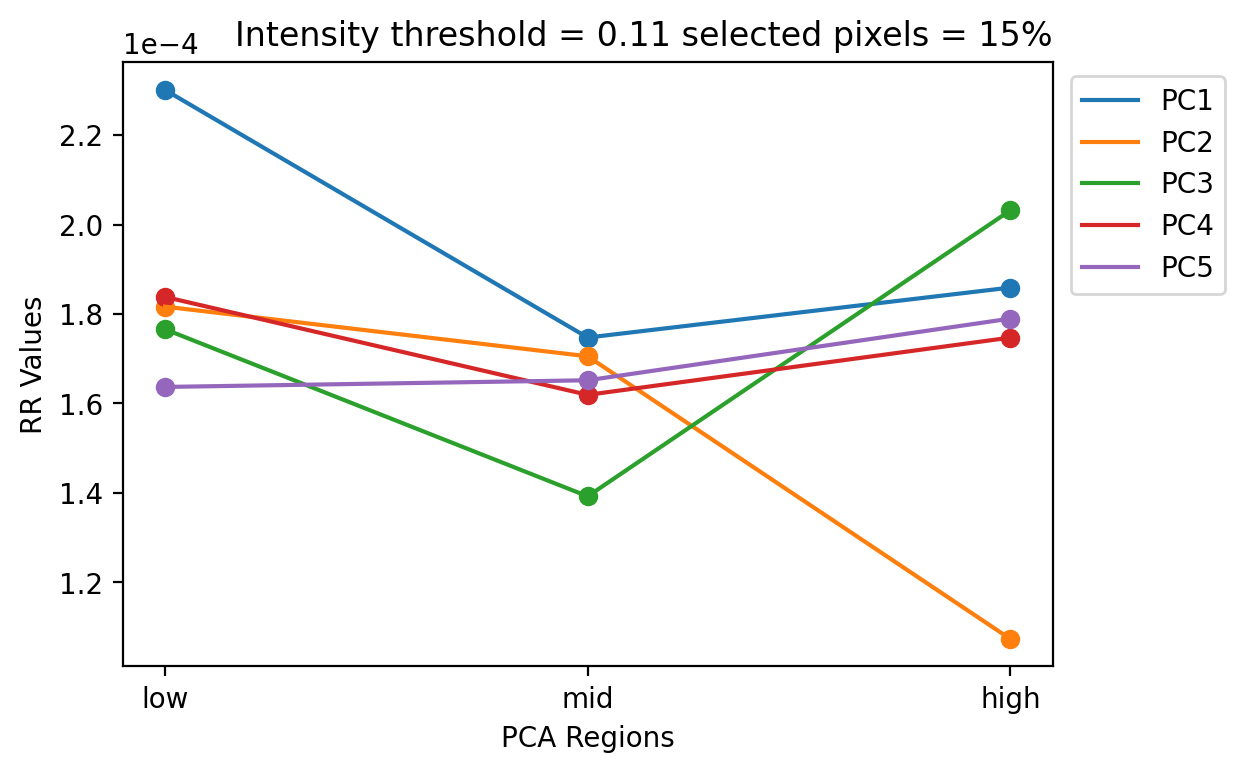 Intensity threshold = 0.11 selected pixels = 15%
1e−4
2.2
2.0
1.8
1.6
1.4
1.2
RR Values
low mid high
PCA Regions
PC1
PC2
PC3
PC4
PC5